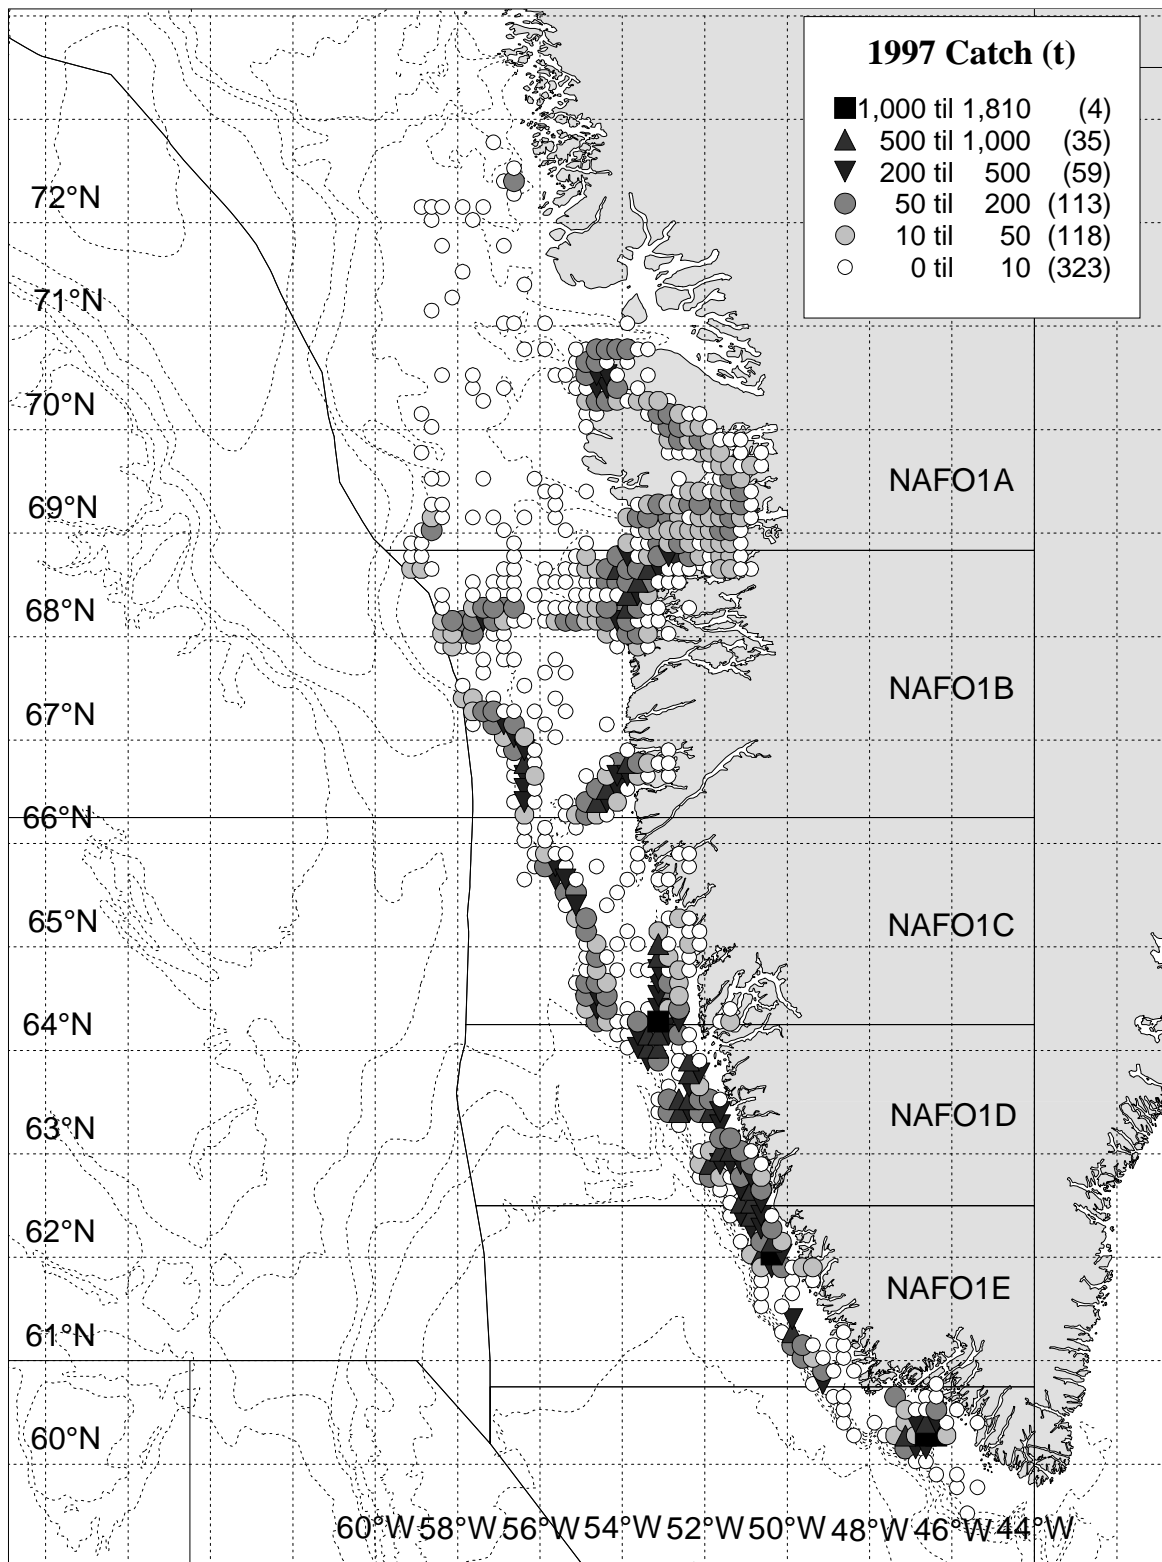 1997 Catch (t)
1,000 til 1,810 (4)
500 til 1,000 (35)
200 til 500 (59)
50 til 200 (113)
10 til 50 (118)
0 til 10 (323)
72°N
71°N
70°N
NAFO1A
69°N
68°N
NAFO1B
67°N
66°N
65°N
NAFO1C
64°N
63°N
NAFO1D
62°N
NAFO1E
61°N
60°N
60°W 58°W 56°W 54°W 52°W 50°W 48°W 46°W 44°W